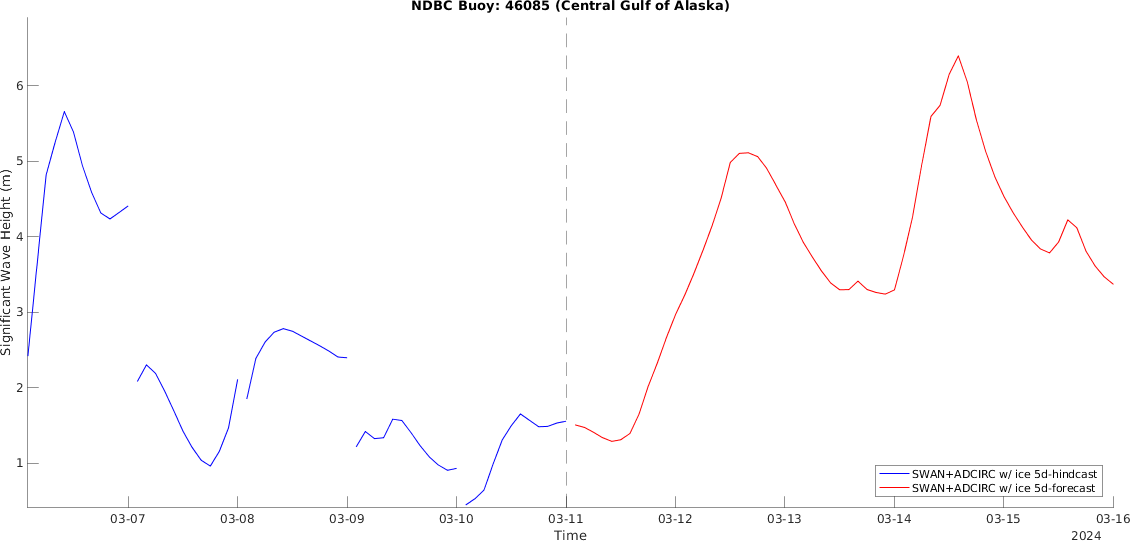 NDBC Buoy: 46085 (Central Gulf of Alaska)
Significant Wave Height (m)
6
5
4
3
2
1
SWAN+ADCIRC w/ ice 5d-hindcast
SWAN+ADCIRC w/ ice 5d-forecast
03-07 03-08 03-09 03-10 03-11 03-12 03-13 03-14 03-15 03-16
Time
2024